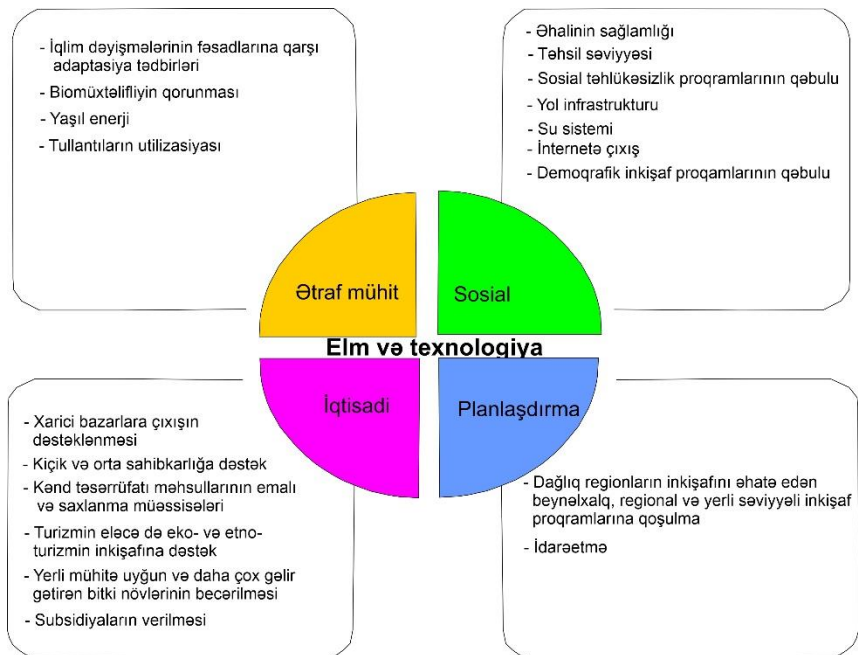 - İqlim dəyişmələrinin fəsadlarına qarşı
adaptasiya tədbirləri
- Biomüxtəlifliyin qorunması
- Yaşıl enerji
- Tullantıların utilizasiyası
- Əhalinin sağlamlığı
- Təhsil səviyyəsi
- Sosial təhlükəsizlik proqramlarının qəbulu
- Yol infrastrukturu
- Su sistemi
- İnternetə çıxış
- Demoqrafik inkişaf proqamlarının qəbulu
Ətraf mühit
Sosial
Elm və texnologiya
İqtisadi
Planlaşdırma
- Xarici bazarlara çıxışın
dəstəklənməsi
- Kiçik və orta sahibkarlığa dəstək
- Kənd təsərrüfatı məhsullarının emalı
və saxlanma müəssisələri
- Turizmin eləcə də eko- və etno-
turizmin inkişafına dəstək
- Yerli mühitə uyğun və daha çox gəlir
gətirən bitki növlərinin becərilməsi
- Subsidiyaların verilməsi
- Dağlıq regionların inkişafını əhatə edən
beynəlxalq, regional və yerli səviyyəli inkişaf
proqramlarına qoşulma
- İdarəetmə